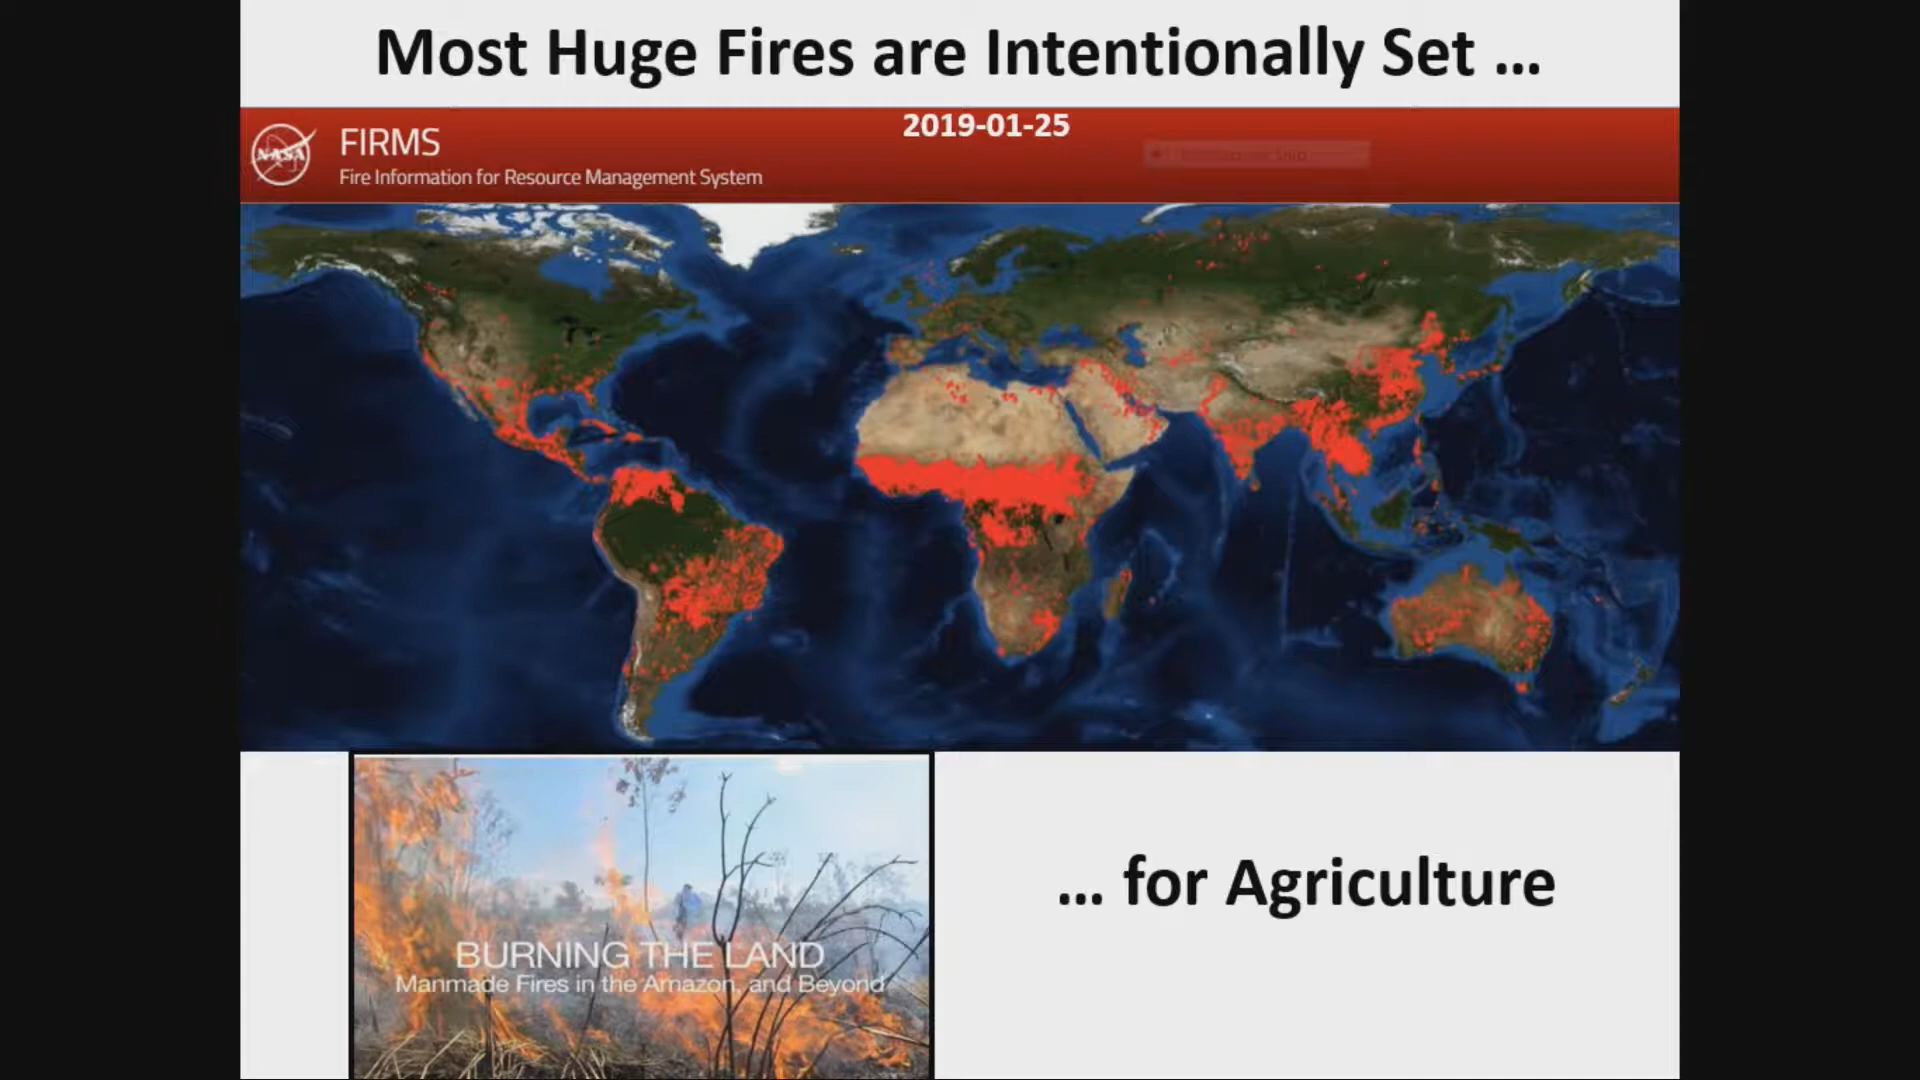 Most Huge Fires are Intentionally Set ...
2019-01-25
NASA
FIRMS
Fire Information for Resource Management System
BURNING THE LAND
Manmade Fires in the Amazon, and Beyond
... for Agriculture